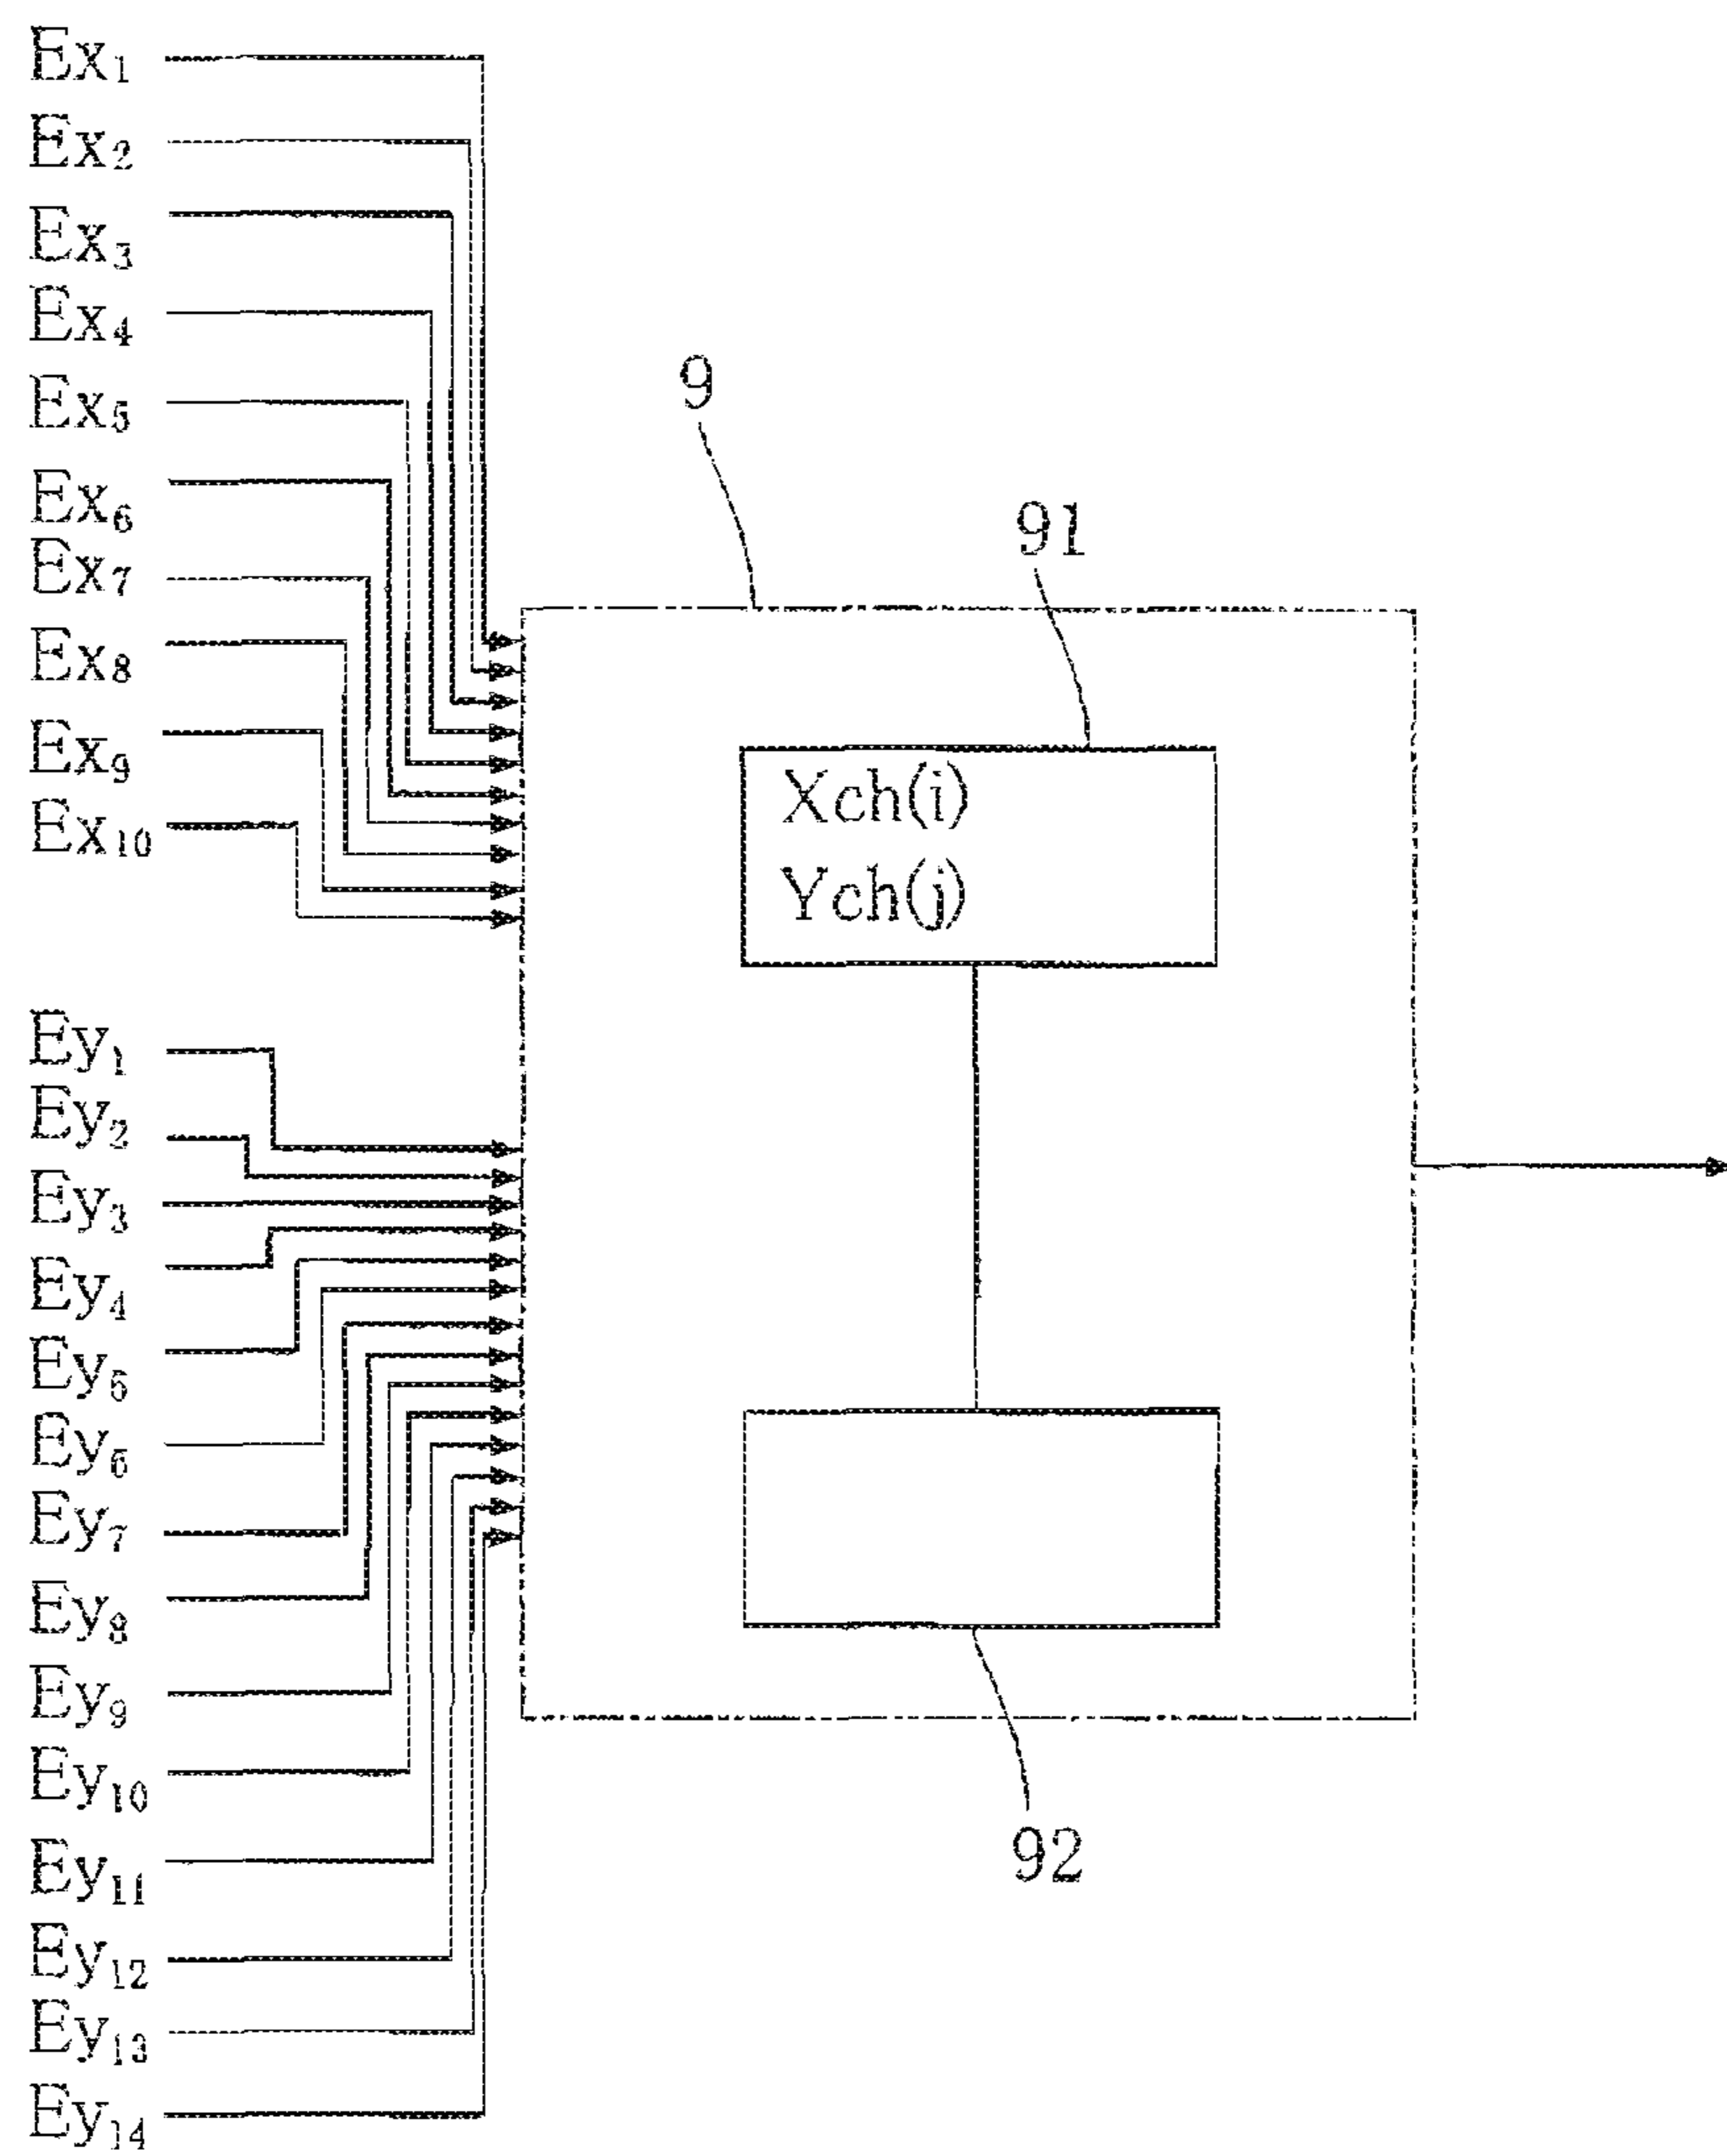 Ex₁
Ex₂
Ex₃
Ex₄
Ex₅
Ex₆
Ex₇
Ex₈
Ex₉
Ex₁₀
9
91
Xch(i)
Ych(j)
Ey₁
Ey₂
Ey₃
Ey₄
Ey₅
Ey₆
Ey₇
Ey₈
Ey₉
Ey₁₀
Ey₁₁
Ey₁₂
Ey₁₃
Ey₁₄
92